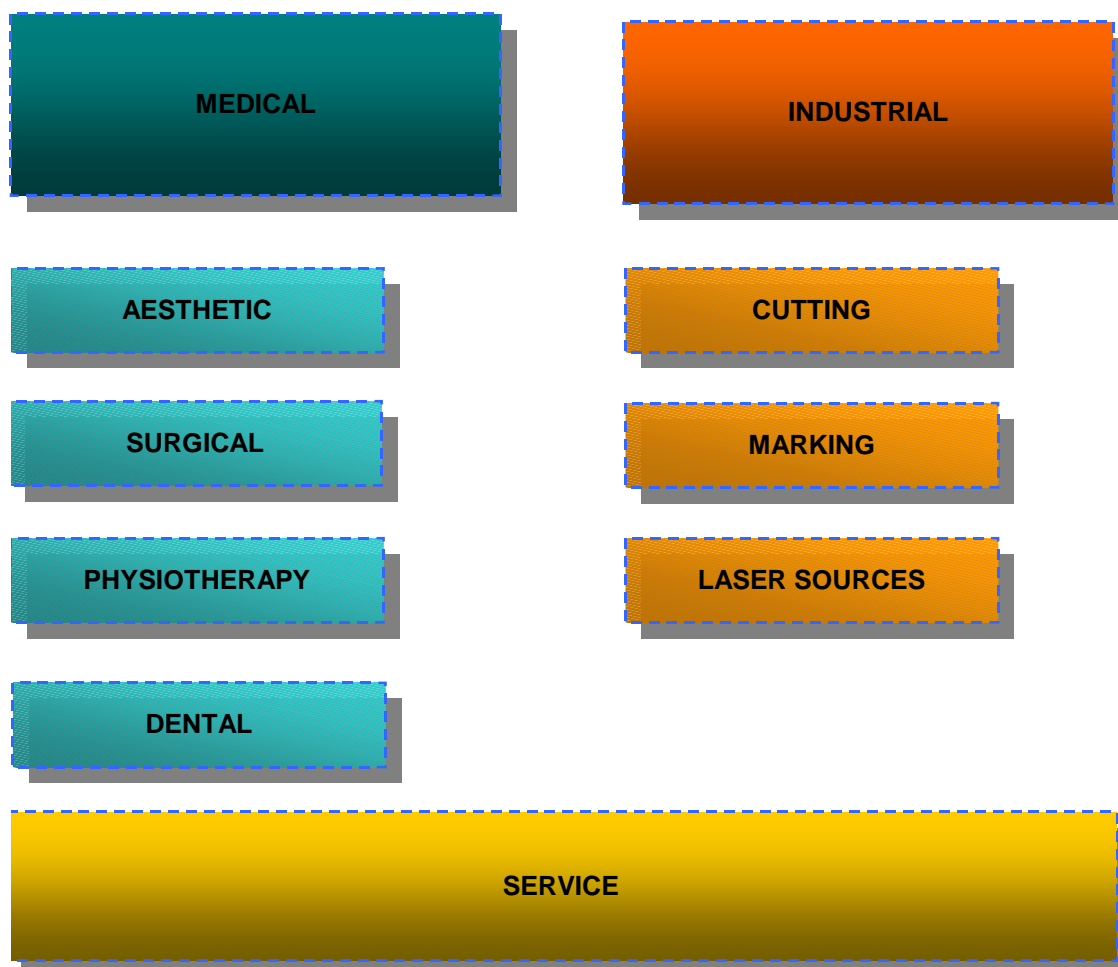 MEDICAL
INDUSTRIAL
AESTHETIC
CUTTING
SURGICAL
MARKING
PHYSIOTHERAPY
LASER SOURCES
DENTAL
SERVICE